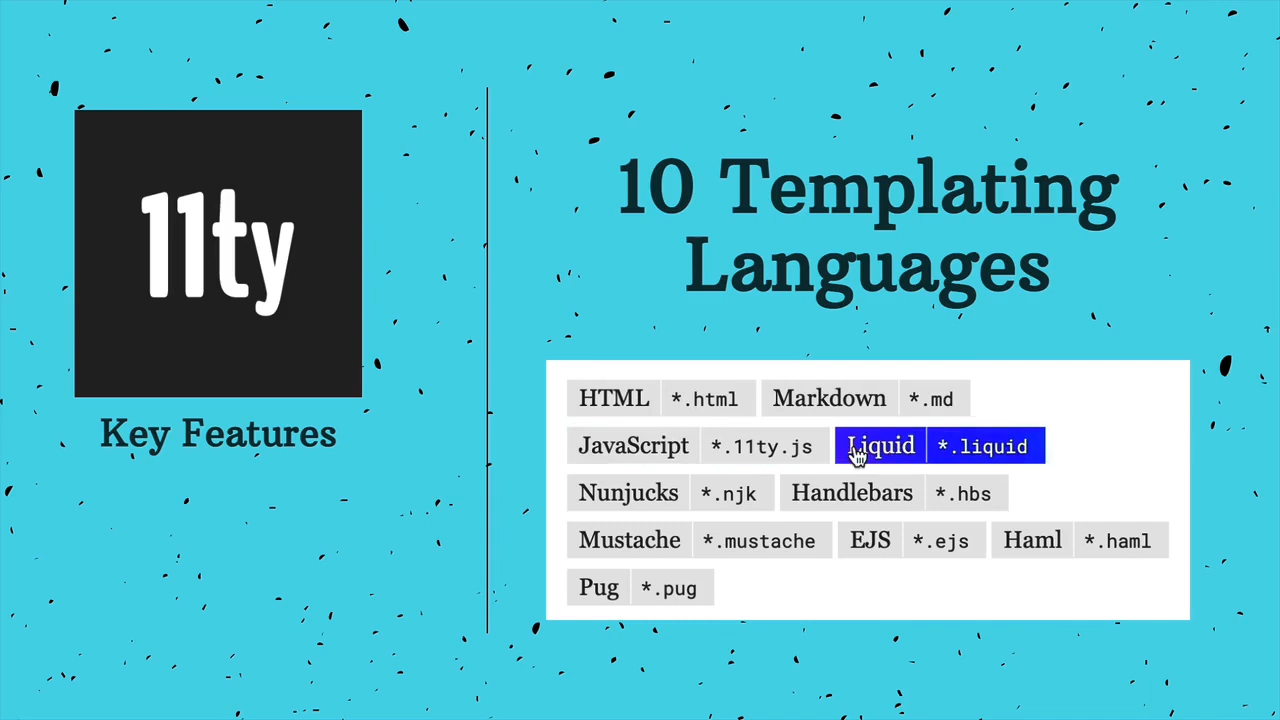 11ty
Key Features
10 Templating
Languages
HTML *.html Markdown *.md
JavaScript *.11ty.js Liquid *.liquid
Nunjucks *.njk Handlebars *.hbs
Mustache *.mustache EJS *.ejs Haml *.haml
Pug *.pug